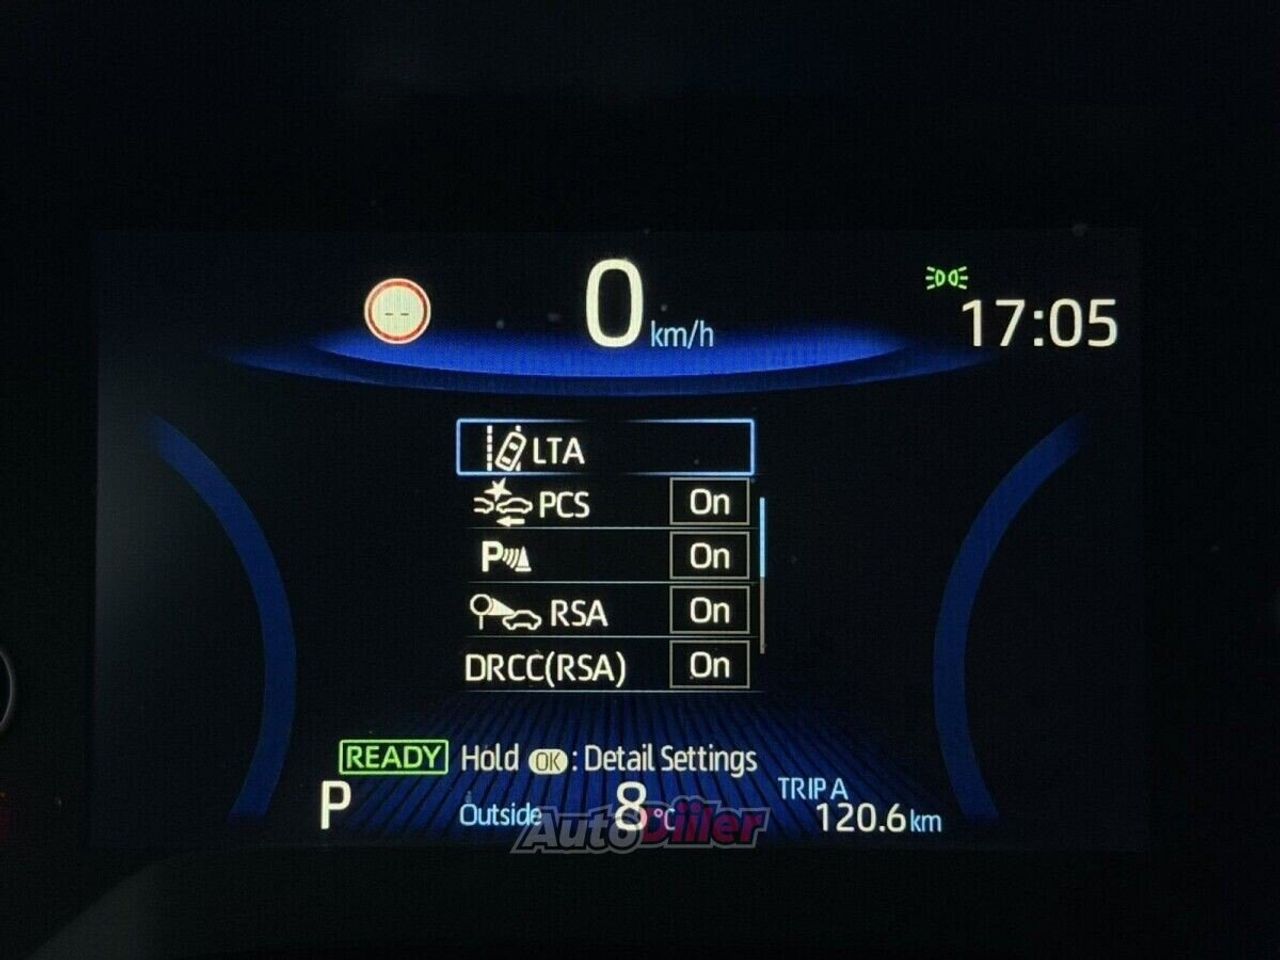 --
0 km/h
17:05
LTA
PCS On
P On
RSA On
DRCC(RSA) On
READY Hold OK : Detail Settings
P
Outside 8 °C
TRIP A
120.6 km
AutoDiiler